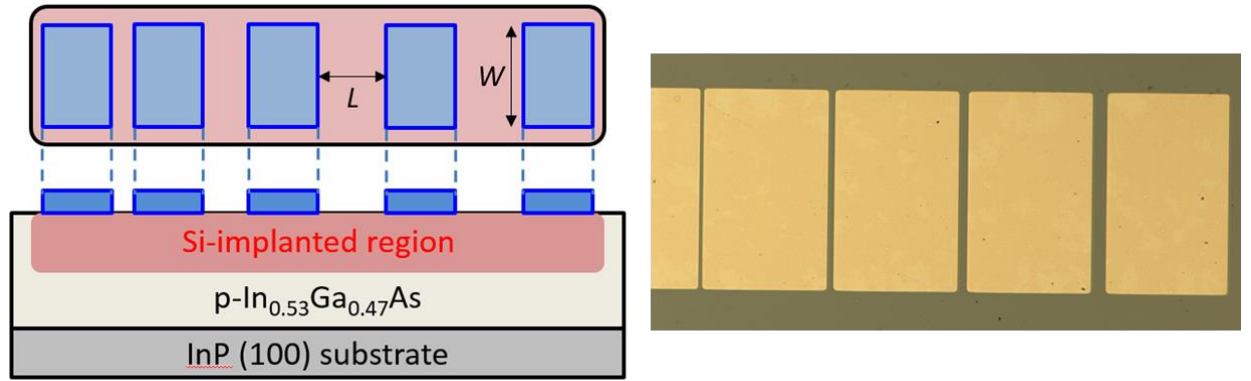 L
W
Si-implanted region
p-In₀.₅₃Ga₀.₄₇As
InP (100) substrate